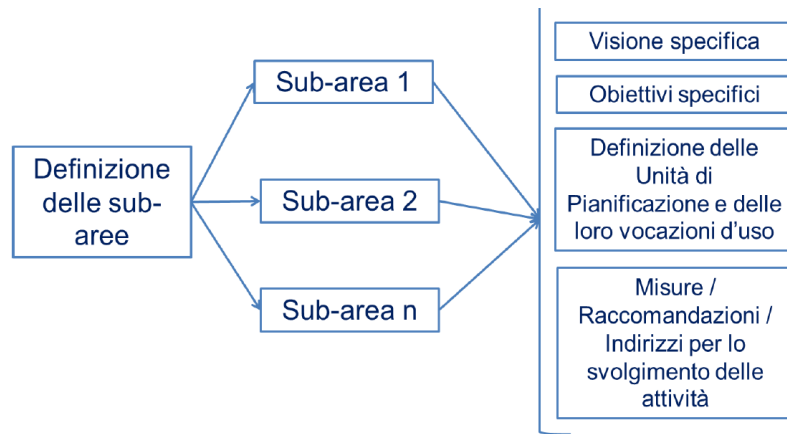 Definizione
delle sub-
aree
Sub-area 1
Sub-area 2
Sub-area n
Visione specifica
Obiettivi specifici
Definizione delle
Unità di
Pianificazione e delle
loro vocazioni d'uso
Misure /
Raccomandazioni /
Indirizzi per lo
svolgimento delle
attività